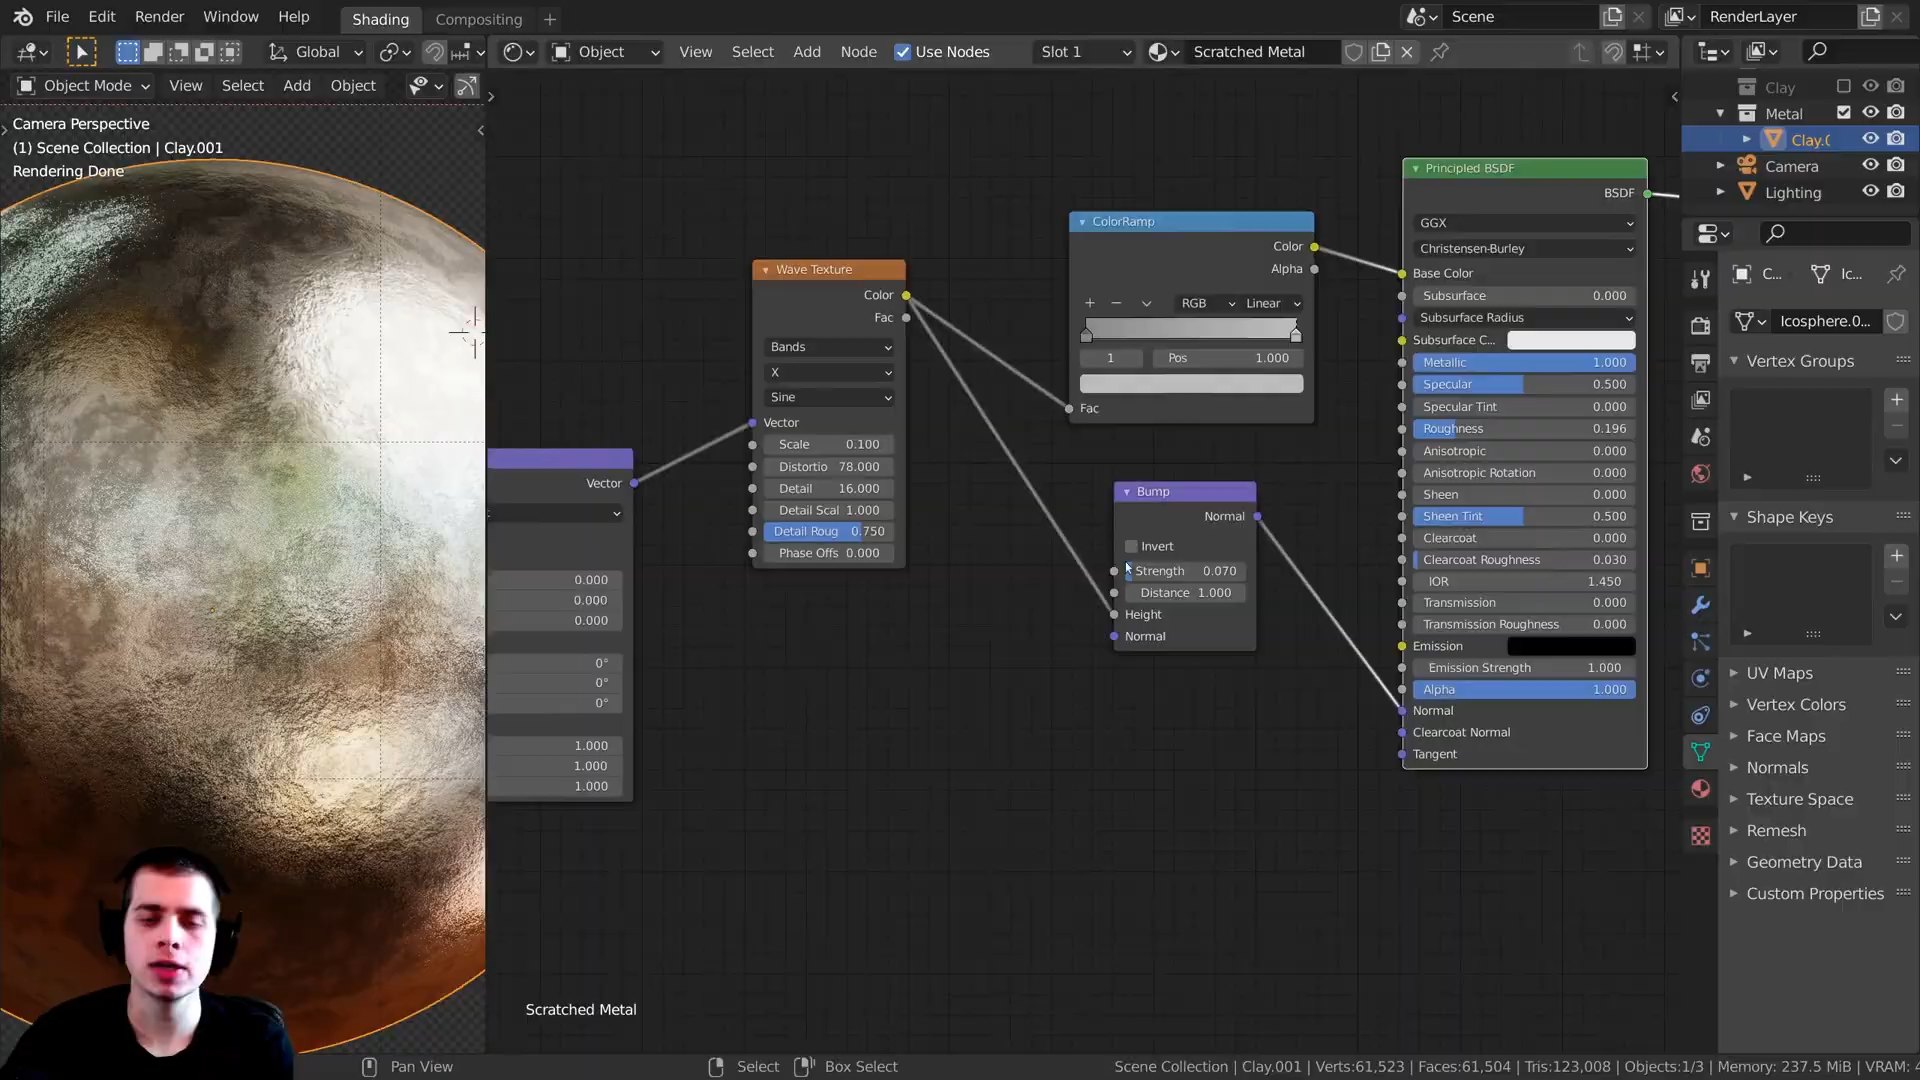 File Edit Render Window Help Shading Compositing Scene RenderLayer
Global Object View Select Add Node Use Nodes Slot 1 Scratched Metal
Object Mode View Select Add Object
Camera Perspective
(1) Scene Collection | Clay.001
Rendering Done
Clay
Metal
Clay.(
Camera
Lighting
Principled BSDF
BSDF
GGX
Christensen-Burley
Base Color
Subsurface 0.000
Subsurface Radius
Subsurface C...
Metallic 1.000
Specular 0.500
Specular Tint 0.000
Roughness 0.196
Anisotropic 0.000
Anisotropic Rotation 0.000
Sheen 0.000
Sheen Tint 0.500
Clearcoat 0.000
Clearcoat Roughness 0.030
IOR 1.450
Transmission 0.000
Transmission Roughness 0.000
Emission
Emission Strength 1.000
Alpha 1.000
Normal
Clearcoat Normal
Tangent
ColorRamp
Color
Alpha
RGB Linear
1 Pos 1.000
Fac
Wave Texture
Color
Fac
Bands
X
Sine
Vector
Scale 0.100
Distortio 78.000
Detail 16.000
Detail Scal 1.000
Detail Roug 0.750
Phase Offs 0.000
Bump
Normal
Invert
Strength 0.070
Distance 1.000
Height
Normal
Vector
0.000
0.000
0.000
0°
0°
0°
1.000
1.000
1.000
C... Ic...
Icosphere.0...
Vertex Groups
Shape Keys
UV Maps
Vertex Colors
Face Maps
Normals
Texture Space
Remesh
Geometry Data
Custom Properties
Scratched Metal
Pan View Select Box Select Scene Collection | Clay.001 | Verts:61,523 | Faces:61,504 | Tris:123,008 | Objects:1/3 | Memory: 237.5 MiB | VRAM: